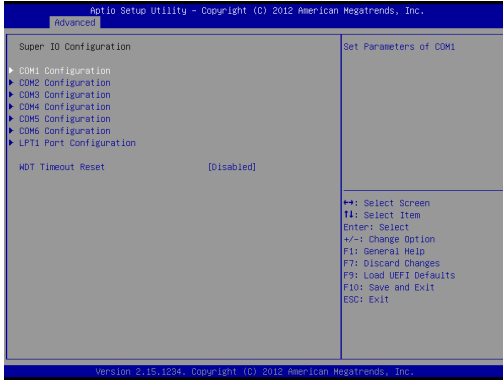 Aptio Setup Utility – Copyright (C) 2012 American Megatrends, Inc.
Advanced
Super IO Configuration
COM1 Configuration
COM2 Configuration
COM3 Configuration
COM4 Configuration
COM5 Configuration
COM6 Configuration
LPT1 Port Configuration
WDT Timeout Reset [Disabled]
Set Parameters of COM1
↔: Select Screen
↑↓: Select Item
Enter: Select
+/-: Change Option
F1: General Help
F7: Discard Changes
F9: Load UEFI Defaults
F10: Save and Exit
ESC: Exit
Version 2.15.1234. Copyright (C) 2012 American Megatrends, Inc.